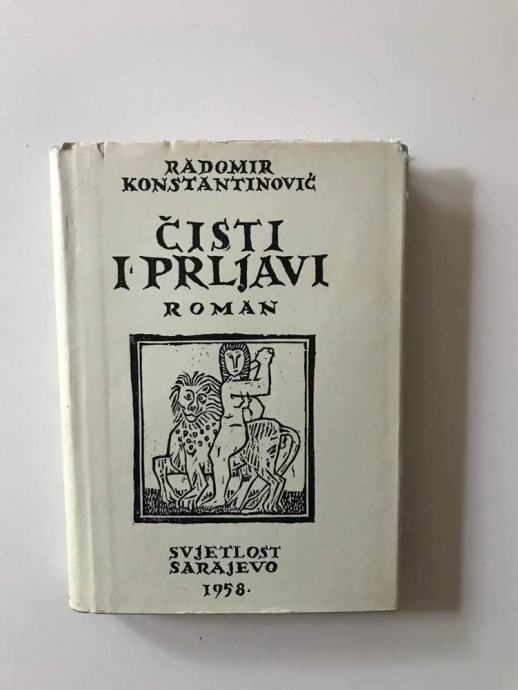 RADOMIR
KONSTANTINOVIĆ
ČISTI
I PRLJAVI
ROMAN
SVJETLOST
SARAJEVO
1958.